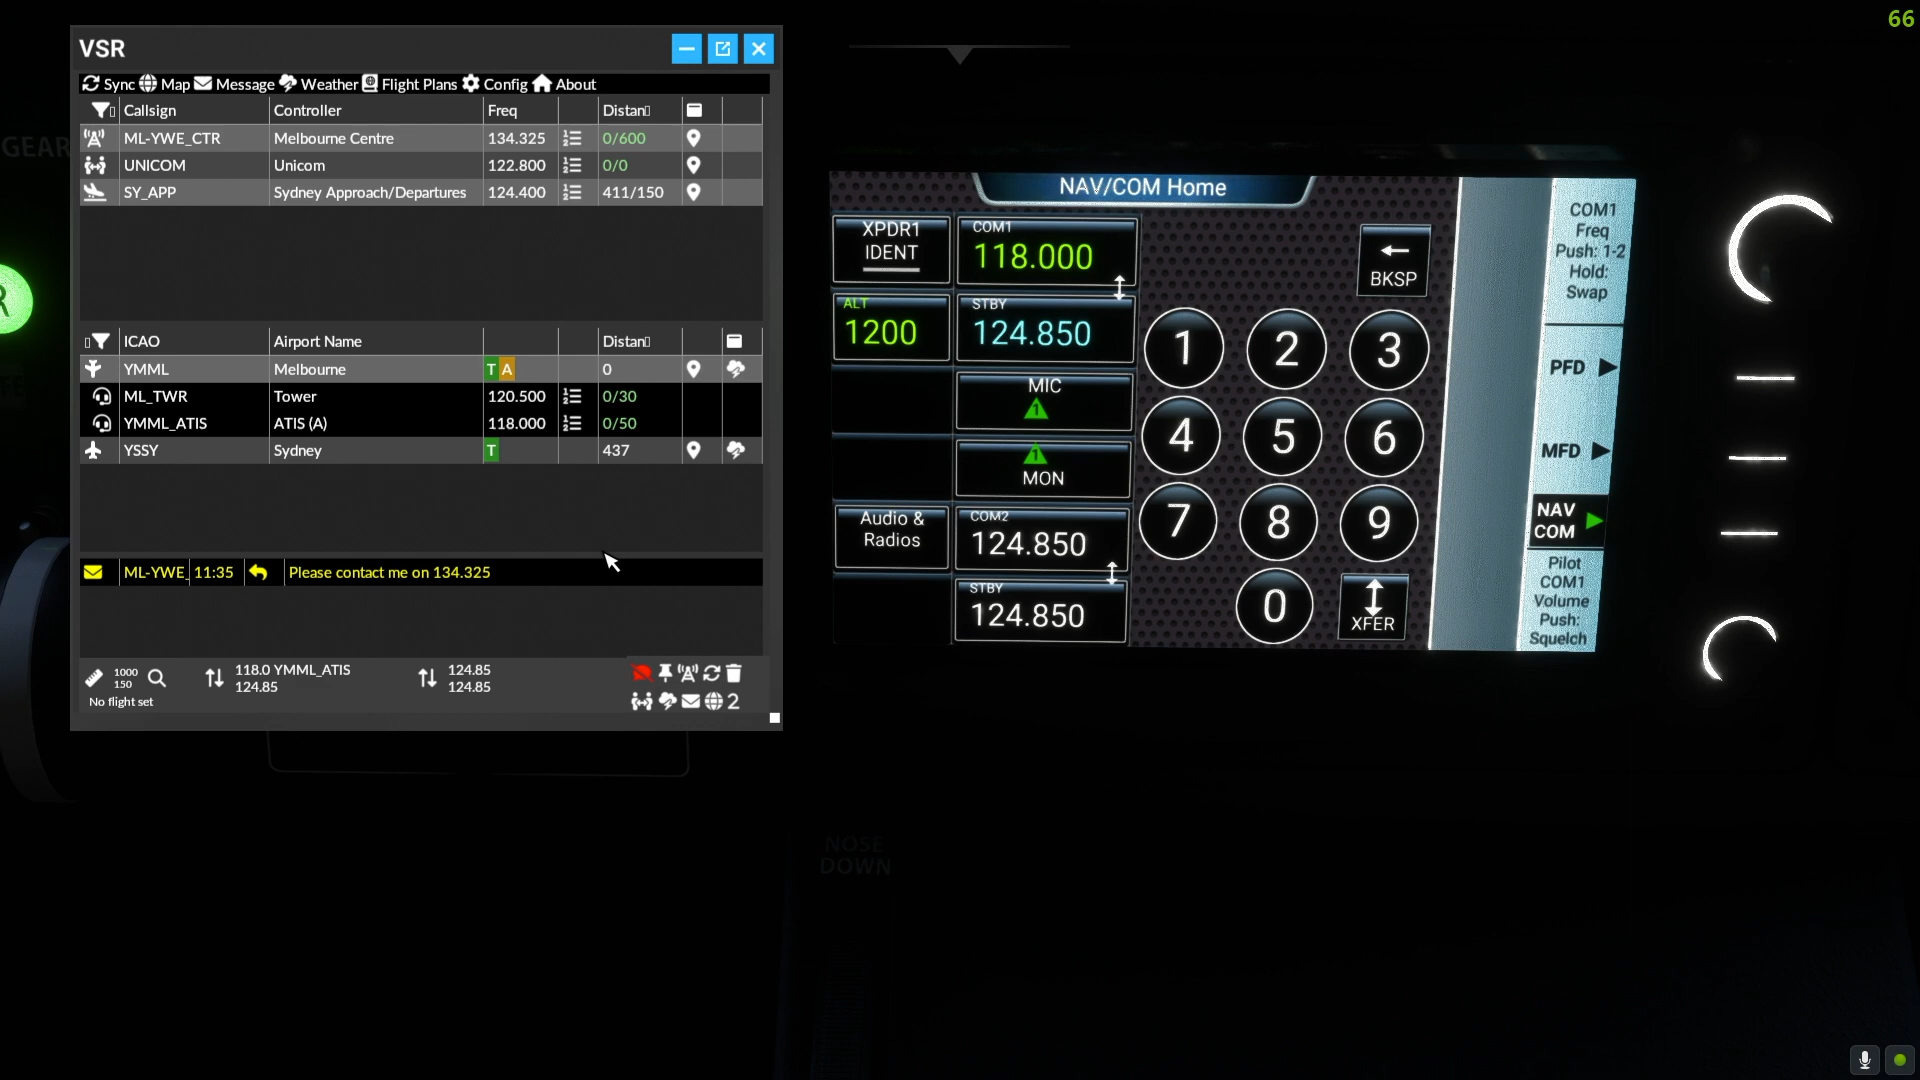 66
VSR
Sync Map Message Weather Flight Plans Config About
Callsign Controller Freq Distan
ML-YWE_CTR Melbourne Centre 134.325 0/600
UNICOM Unicom 122.800 0/0
SY_APP Sydney Approach/Departures 124.400 411/150
ICAO Airport Name Distan
YMML Melbourne T A 0
ML_TWR Tower 120.500 0/30
YMML_ATIS ATIS (A) 118.000 0/50
YSSY Sydney T 437
ML-YWE_ 11:35 Please contact me on 134.325
1000
150
118.0 YMML_ATIS
124.85
124.85
124.85
2
No flight set
GEAR
R
NAV/COM Home
XPDR1
IDENT
COM1
118.000
ALT
1200
STBY
124.850
MIC
1
1
MON
Audio &
Radios
COM2
124.850
STBY
124.850
BKSP
1 2 3
4 5 6
7 8 9
0
XFER
COM1
Freq
Push: 1-2
Hold:
Swap
PFD
MFD
NAV
COM
Pilot
COM1
Volume
Push:
Squelch
NOSE
DOWN